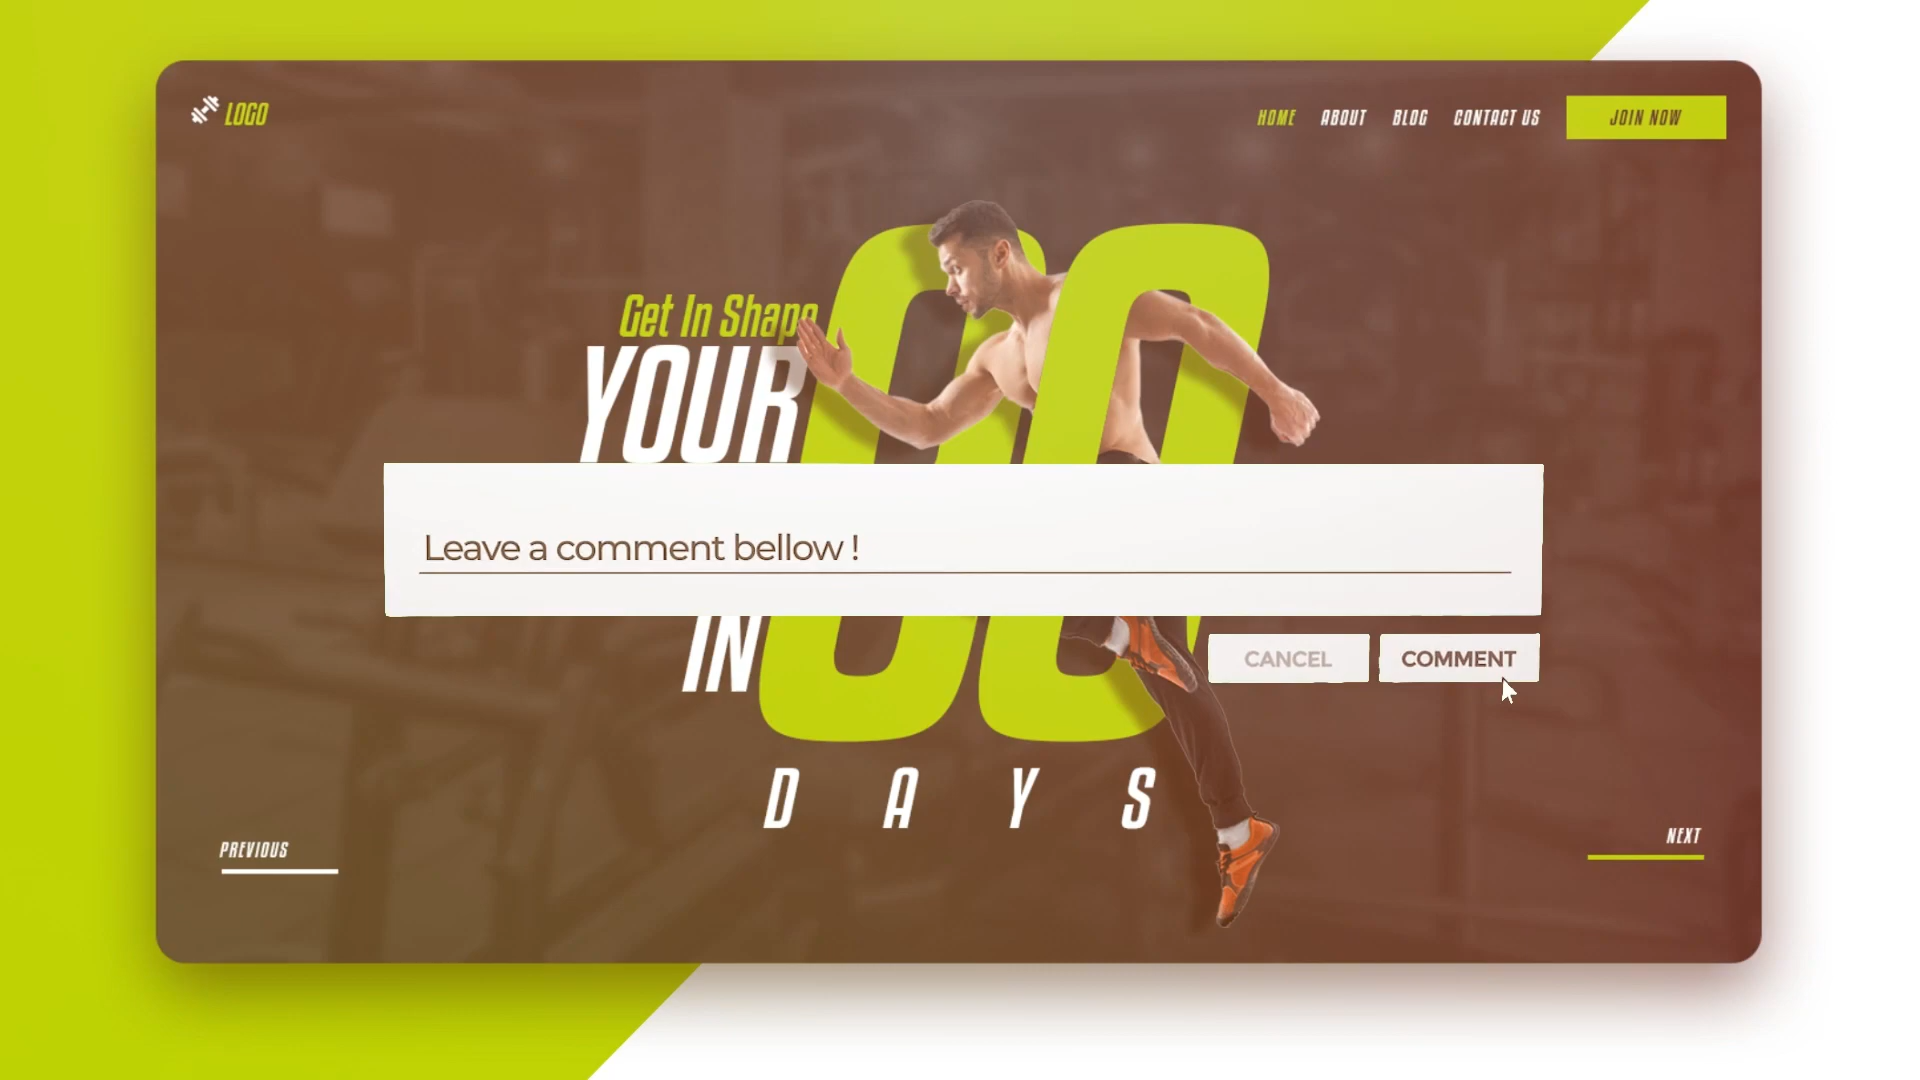 LOGO
HOME ABOUT BLOG CONTACT US JOIN NOW
Get In Shape
YOUR
Leave a comment bellow !
IN
CANCEL COMMENT
DAYS
PREVIOUS
NEXT